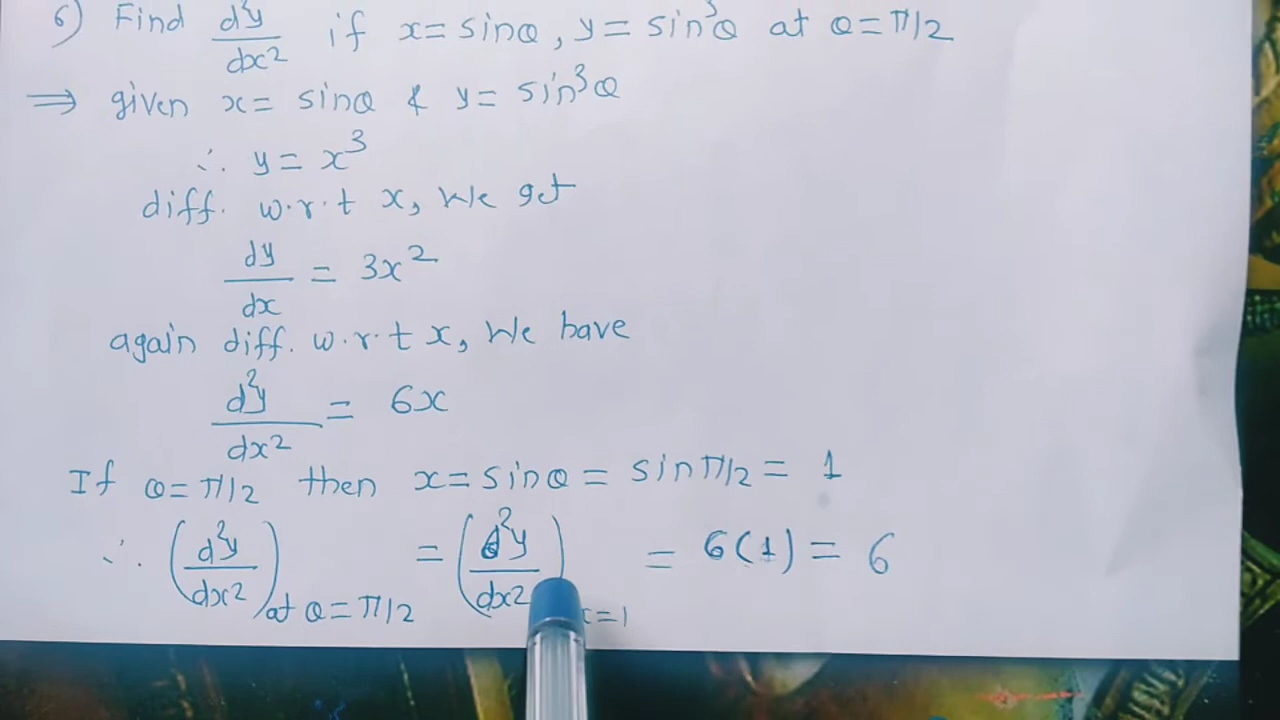 6) Find d²y/dx² if x = sinθ, y = sin³θ at θ = π/2
⇒ given x = sinθ & y = sin³θ
∴ y = x³
diff. w.r.t x, we get
dy/dx = 3x²
again diff. w.r.t x, we have
d²y/dx² = 6x
If θ = π/2 then x = sinθ = sin π/2 = 1
∴ (d²y/dx²) at θ = π/2 = (d²y/dx²) x=1 = 6(1) = 6